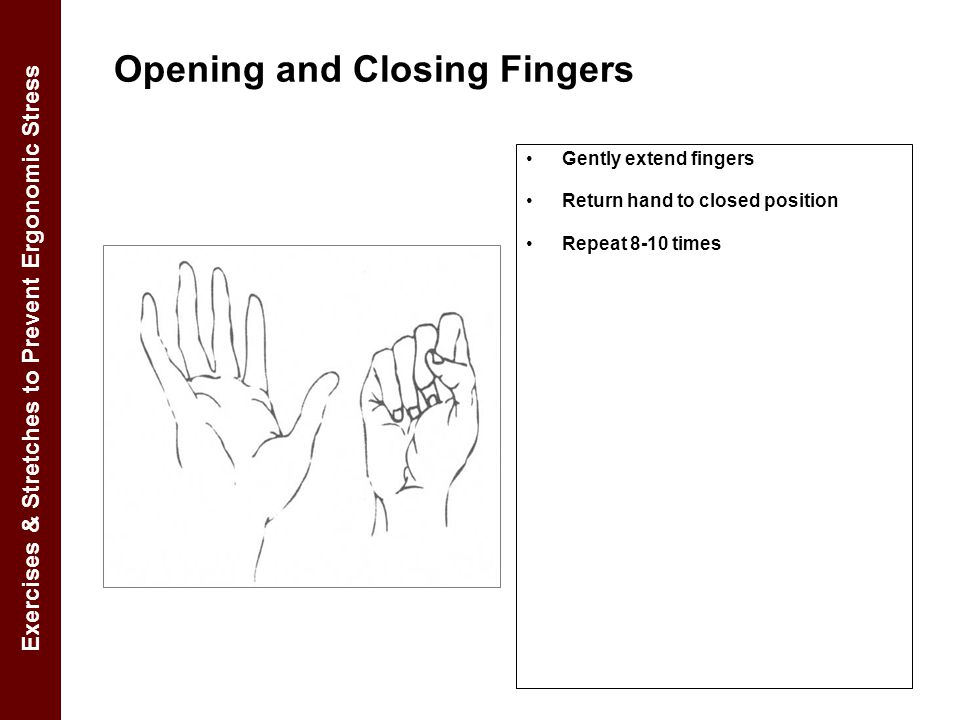 Exercises & Stretches to Prevent Ergonomic Stress
Opening and Closing Fingers
• Gently extend fingers
• Return hand to closed position
• Repeat 8-10 times